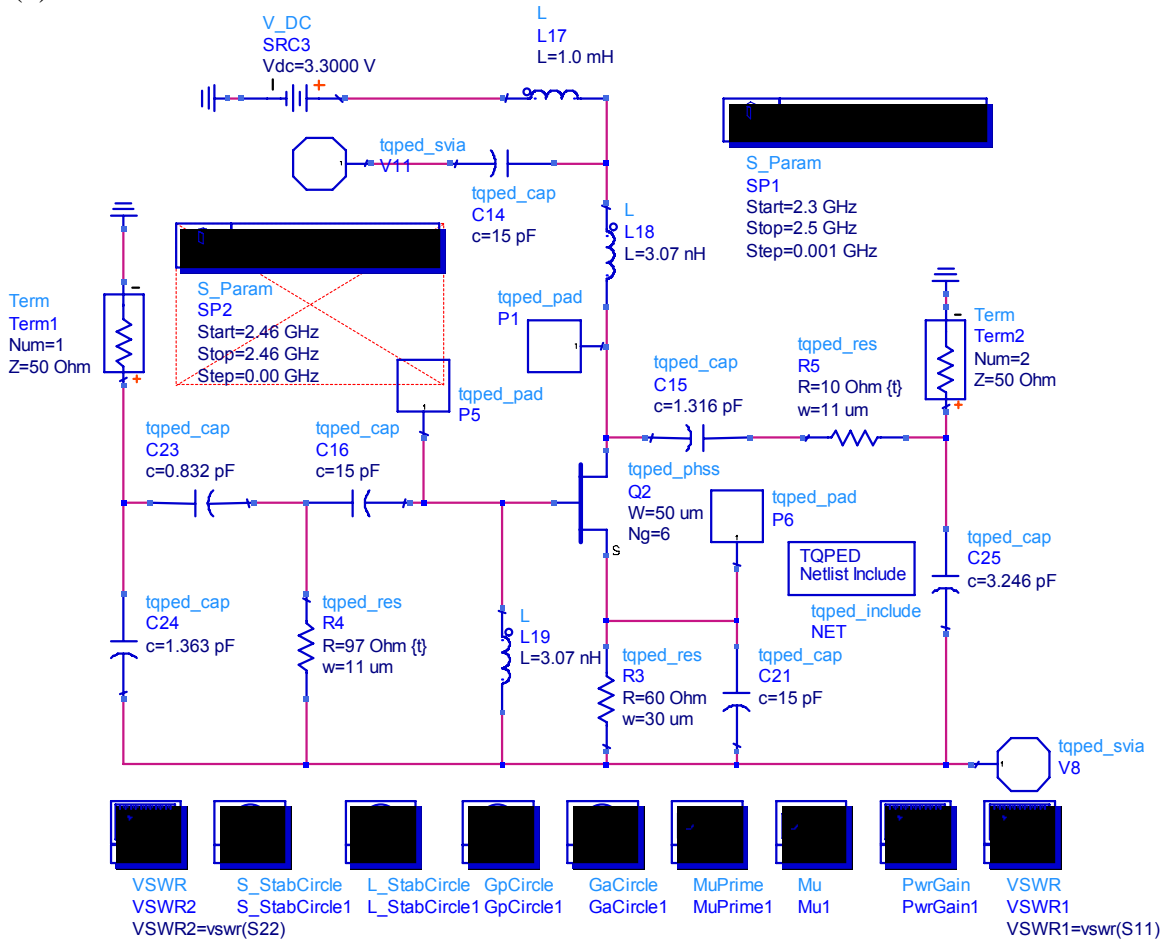 V_DC
SRC3
Vdc=3.3000 V
L
L17
L=1.0 mH
tqped_svia
V11
tqped_cap
C14
c=15 pF
L
L18
L=3.07 nH
S_Param
SP1
Start=2.3 GHz
Stop=2.5 GHz
Step=0.001 GHz
S_Param
SP2
Start=2.46 GHz
Stop=2.46 GHz
Step=0.00 GHz
Term
Term1
Num=1
Z=50 Ohm
tqped_pad
P1
tqped_pad
P5
tqped_cap
C15
c=1.316 pF
tqped_res
R5
R=10 Ohm {t}
w=11 um
Term
Term2
Num=2
Z=50 Ohm
tqped_cap
C23
c=0.832 pF
tqped_cap
C16
c=15 pF
tqped_phss
Q2
W=50 um
Ng=6
S
tqped_pad
P6
TQPED
Netlist Include
tqped_include
NET
tqped_cap
C25
c=3.246 pF
tqped_cap
C24
c=1.363 pF
tqped_res
R4
R=97 Ohm {t}
w=11 um
L
L19
L=3.07 nH
tqped_res
R3
R=60 Ohm
w=30 um
tqped_cap
C21
c=15 pF
tqped_svia
V8
VSWR
VSWR2
VSWR2=vswr(S22)
S_StabCircle
S_StabCircle1
L_StabCircle
L_StabCircle1
GpCircle
GpCircle1
GaCircle
GaCircle1
MuPrime
MuPrime1
Mu
Mu1
PwrGain
PwrGain1
VSWR
VSWR1
VSWR1=vswr(S11)